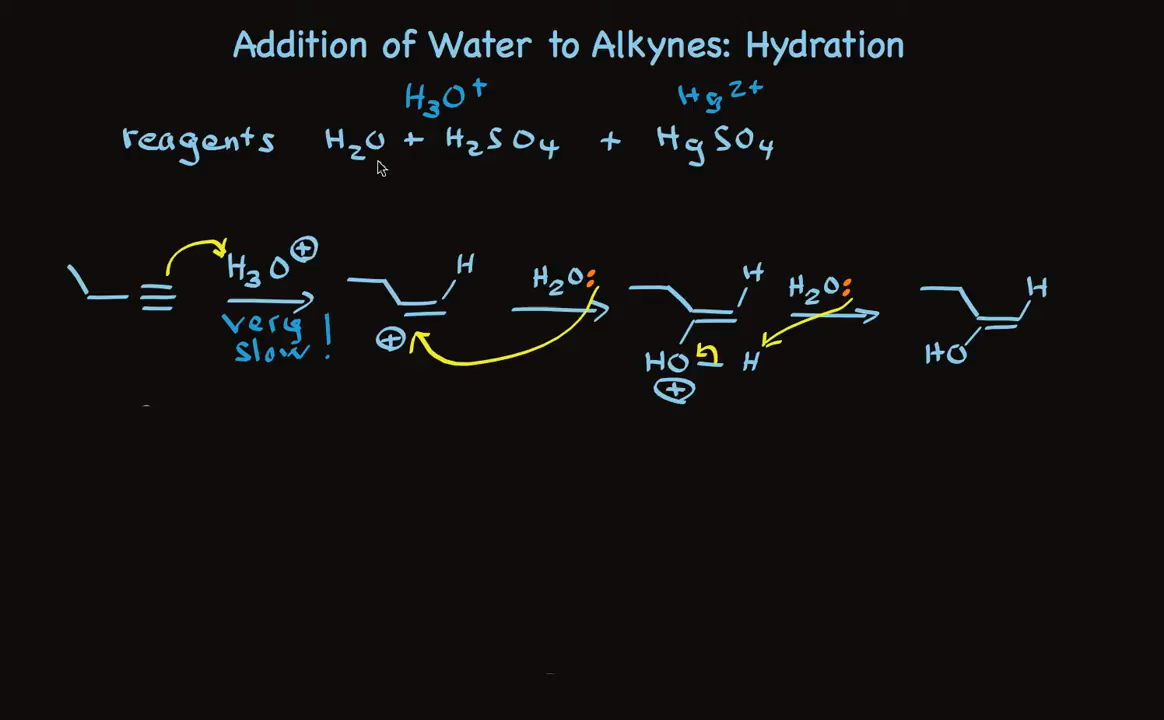 Addition of Water to Alkynes: Hydration
H₃O⁺ Hg²⁺
reagents H₂O + H₂SO₄ + HgSO₄
H₃O⊕ H H₂O: H H₂O: H
very slow!
⊕ HO H HO
⊕